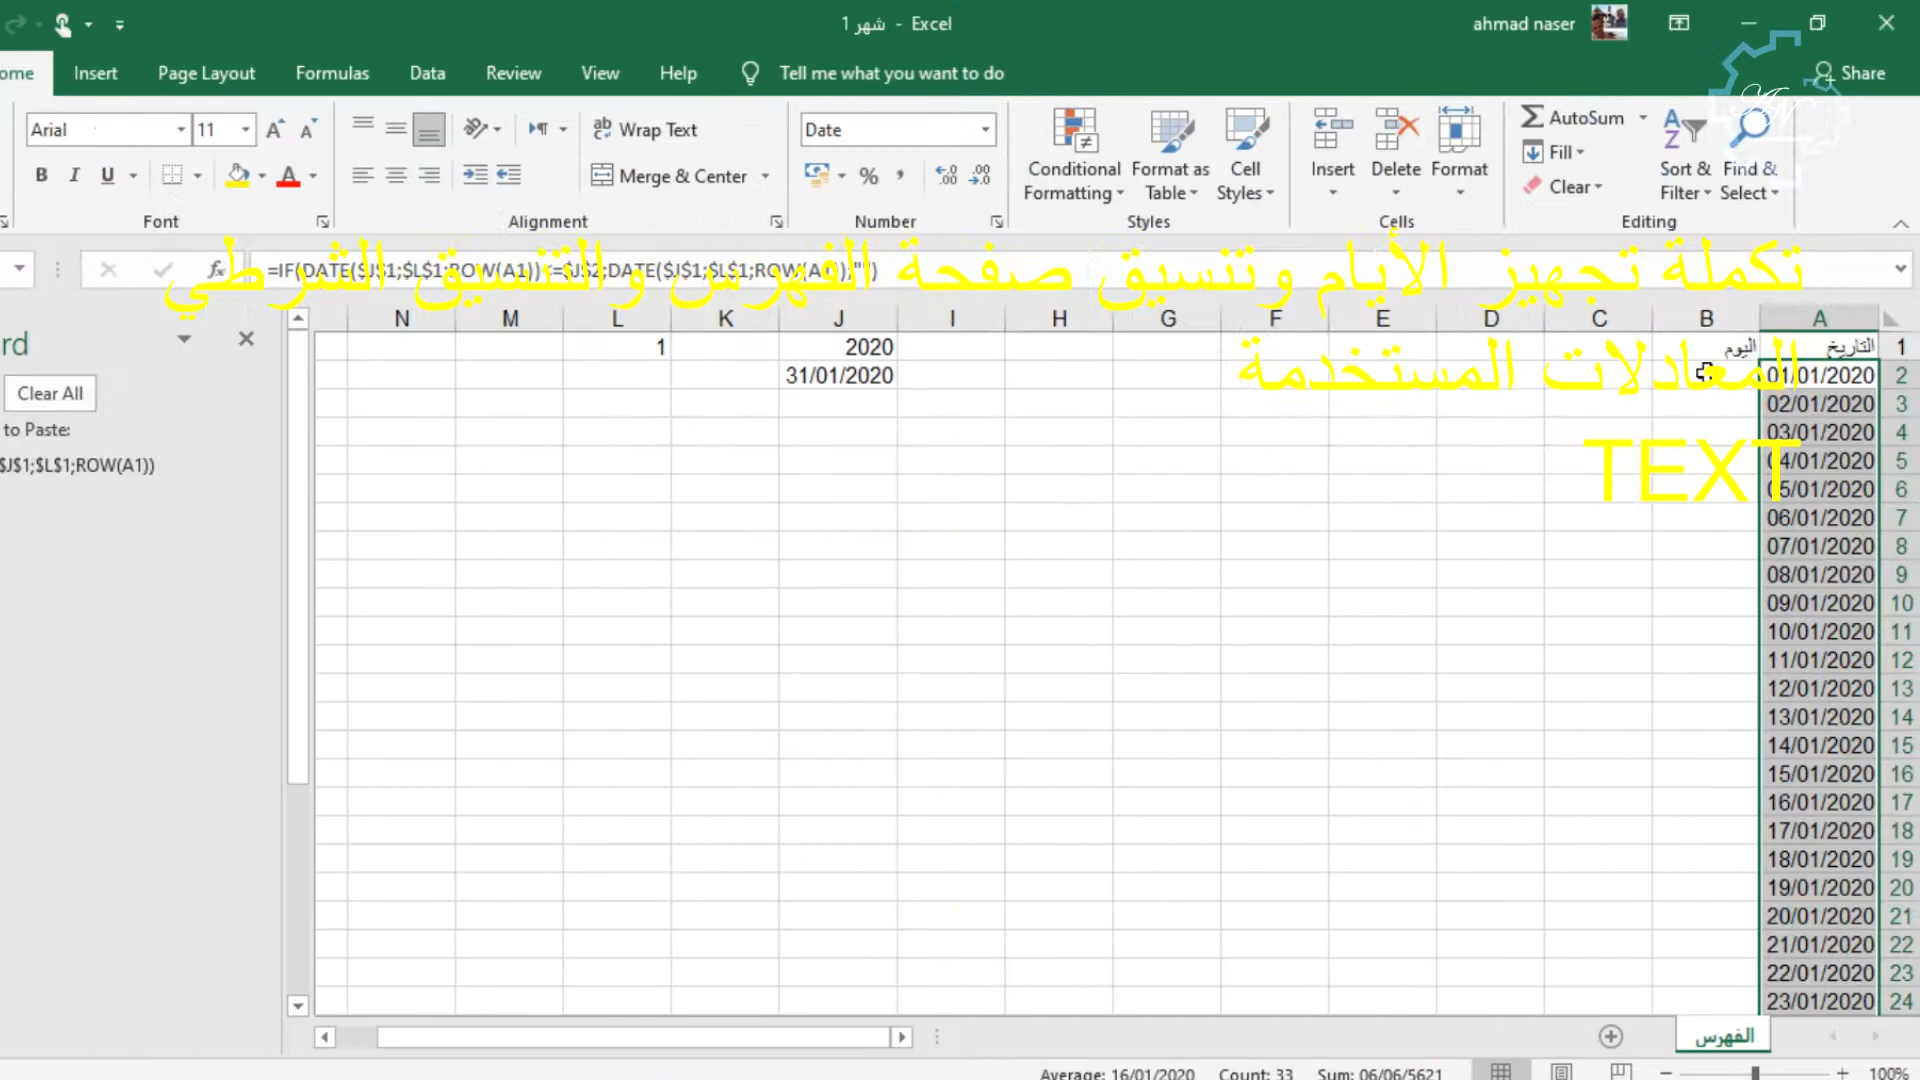 شهر 1 - Excel
ahmad naser
ome Insert Page Layout Formulas Data Review View Help Tell me what you want to do Share
Arial 11 Wrap Text Date Conditional Formatting Format as Table Cell Styles Insert Delete Format AutoSum Fill Clear Sort & Filter Find & Select
B I U Merge & Center %
Font Alignment Number Styles Cells Editing
=IF(DATE($J$1;$L$1;ROW(A1))<=$J$2;DATE($J$1;$L$1;ROW(A1));"")
تكملة تجهيز الأيام وتنسيق صفحة الفهرس والتنسيق الشرطي
المعادلات المستخدمة
TEXT
rd
Clear All
to Paste:
$J$1;$L$1;ROW(A1))
N M L K J I H G F E D C B A
1 2020 اليوم التاريخ 1
31/01/2020 01/01/2020 2
02/01/2020 3
03/01/2020 4
04/01/2020 5
05/01/2020 6
06/01/2020 7
07/01/2020 8
08/01/2020 9
09/01/2020 10
10/01/2020 11
11/01/2020 12
12/01/2020 13
13/01/2020 14
14/01/2020 15
15/01/2020 16
16/01/2020 17
17/01/2020 18
18/01/2020 19
19/01/2020 20
20/01/2020 21
21/01/2020 22
22/01/2020 23
23/01/2020 24
الفهرس
Average: 16/01/2020 Count: 33 Sum: 06/06/5621 100%